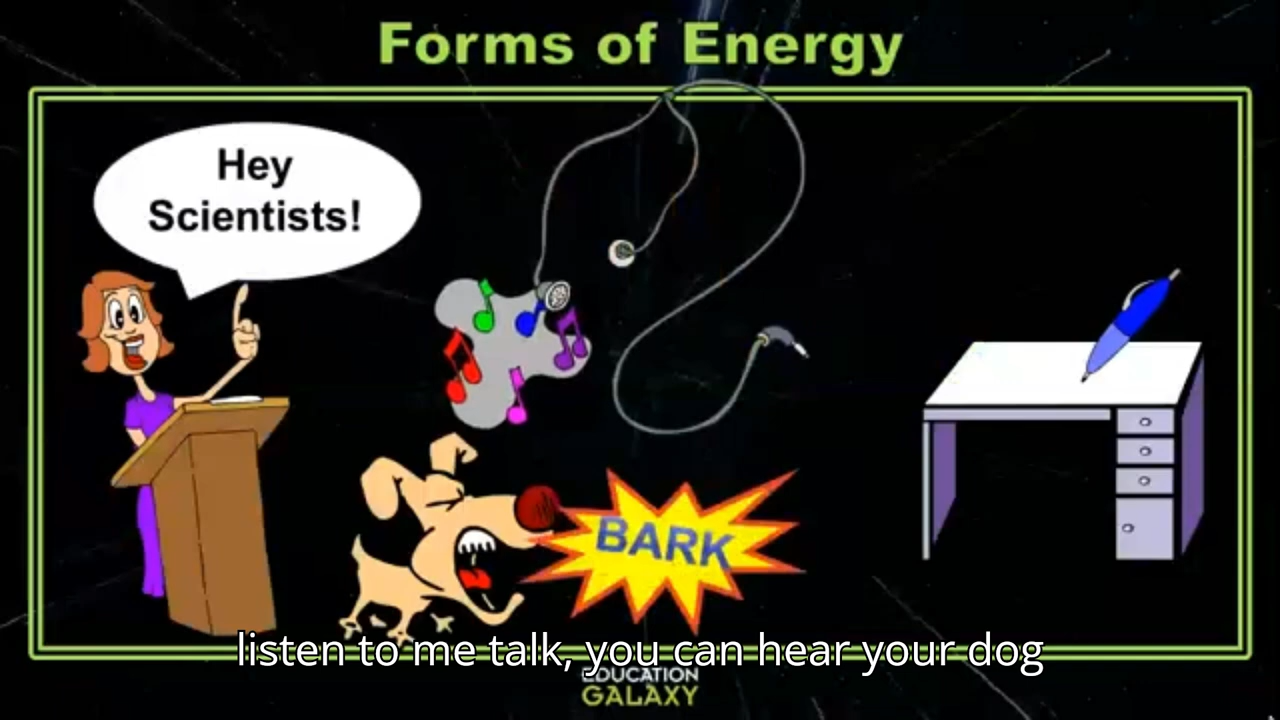 Forms of Energy
Hey
Scientists!
BARK
listen to me talk, you can hear your dog
EDUCATION
GALAXY